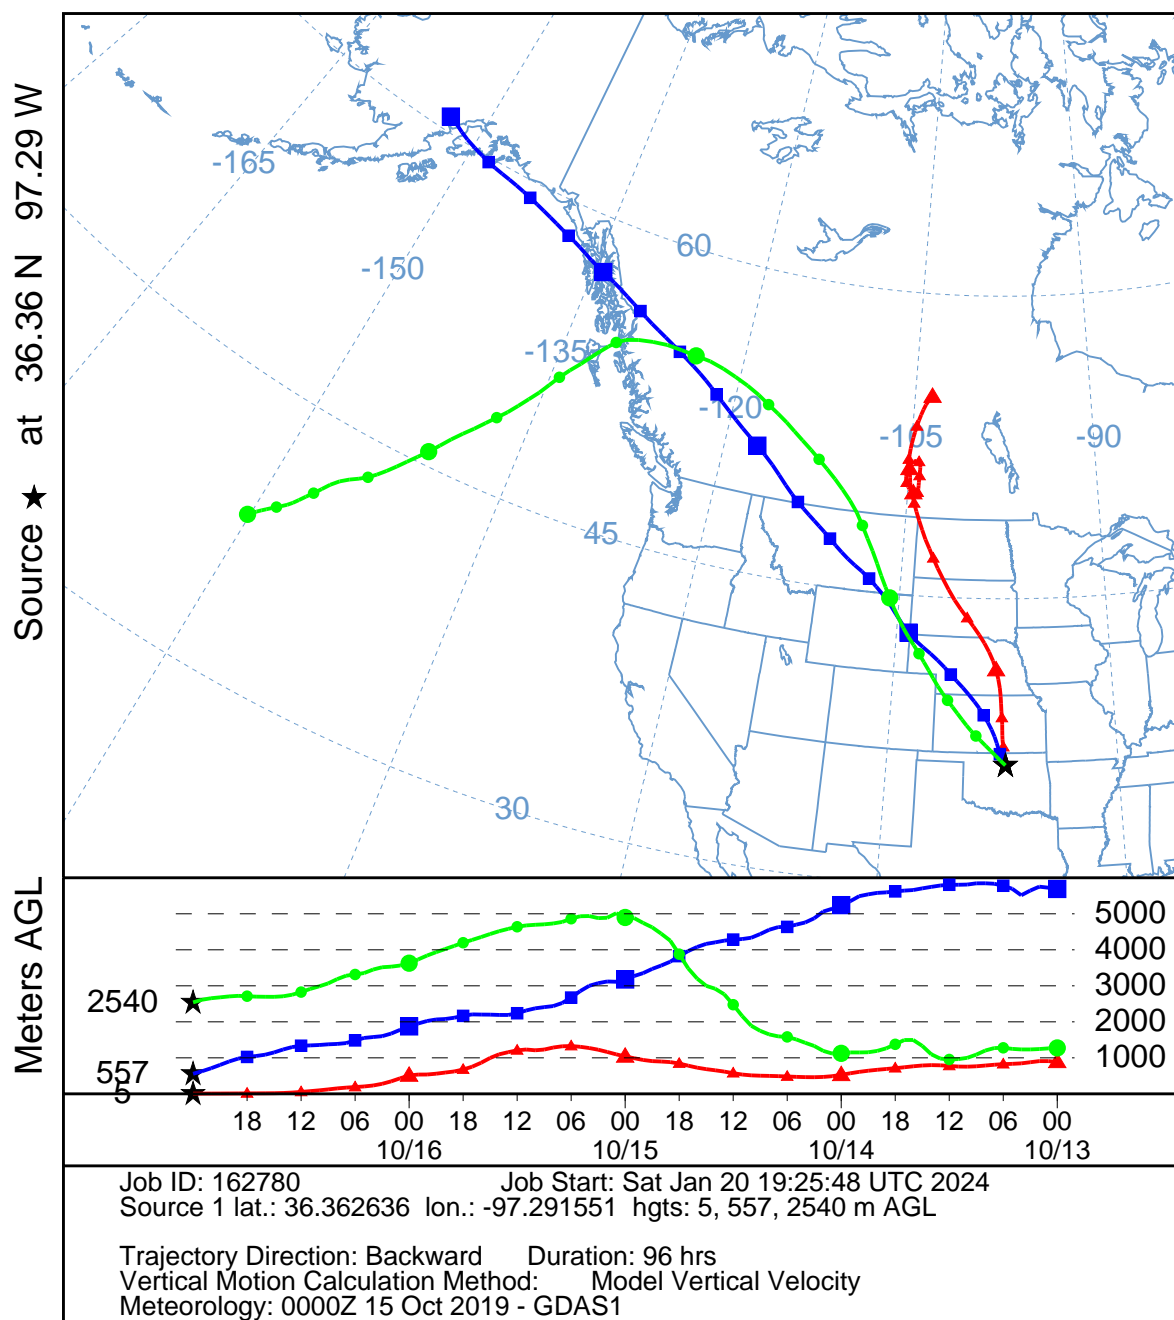 Source ★ at 36.36 N 97.29 W
-165
-150
60
-135
-120
-105
-90
45
30
Meters AGL
5000
4000
3000
2000
1000
2540
557
5
18 12 06 00 18 12 06 00 18 12 06 00 18 12 06 00
10/16 10/15 10/14 10/13
Job ID: 162780 Job Start: Sat Jan 20 19:25:48 UTC 2024
Source 1 lat.: 36.362636 lon.: -97.291551 hgts: 5, 557, 2540 m AGL
Trajectory Direction: Backward Duration: 96 hrs
Vertical Motion Calculation Method: Model Vertical Velocity
Meteorology: 0000Z 15 Oct 2019 - GDAS1